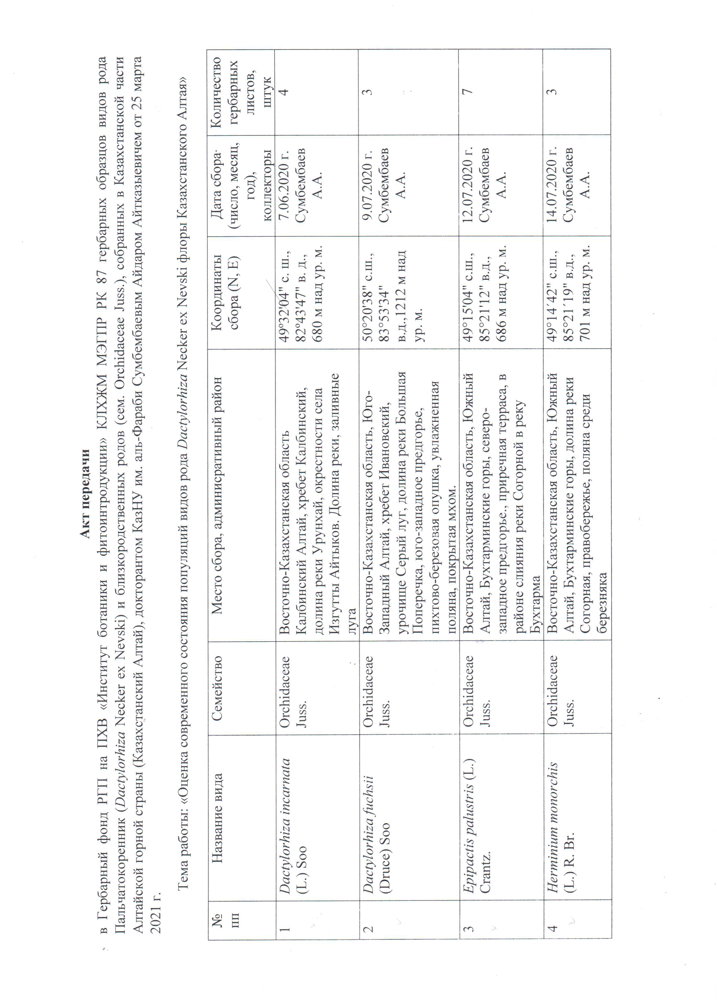 Акт передачи
в Гербарный фонд РГП на ПХВ «Институт ботаники и фитоинтродукции» КЛХЖМ МЭГПР РК 87 гербарных образцов видов рода
Пальчатокоренник (Dactylorhiza Necker ex Nevski) и близкородственных родов (сем. Orchidaceae Juss.), собранных в Казахстанской части
Алтайской горной страны (Казахстанский Алтай), докторантом КазНУ им. аль-Фараби Сумбембаевым Айдаром Айтказыевичем от 25 марта
2021 г.
Тема работы: «Оценка современного состояния популяций видов рода Dactylorhiza Necker ex Nevski флоры Казахстанского Алтая»
№
пп
Название вида
Семейство
Место сбора, админисративный район
Координаты
сбора (N, E)
Дата сбора
(число, месяц,
год),
коллекторы
Количество
гербарных
листов,
штук
1
Dactylorhiza incarnata
(L.) Soo
Orchidaceae
Juss.
Восточно-Казахстанская область
Калбинский Алтай, хребет Калбинский,
долина реки Урунхай, окрестности села
Изгутты Айтыков. Долина реки, заливные
луга
49°32'04" с. ш.,
82°43'47" в. д.,
680 м над ур. м.
7.06.2020 г.
Сумбембаев
А.А.
4
2
Dactylorhiza fuchsii
(Druce) Soo
Orchidaceae
Juss.
Восточно-Казахстанская область, Юго-
Западный Алтай, хребет Ивановский,
урочище Серый луг, долина реки Большая
Поперечка, юго-западное предгорье,
пихтово-березовая опушка, увлажненная
поляна, покрытая мхом.
50°20'38" с.ш.,
83°53'34"
в.д.,1212 м над
ур. м.
9.07.2020 г.
Сумбембаев
А.А.
3
3
Epipactis palustris (L.)
Crantz.
Orchidaceae
Juss.
Восточно-Казахстанская область, Южный
Алтай, Бухтарминские горы, северо-
западное предгорье., приречная терраса, в
районе слияния реки Согорной в реку
Бухтарма
49°15'04" с.ш.,
85°21'12" в.д.,
686 м над ур. м.
12.07.2020 г.
Сумбембаев
А.А.
7
4
Herminium monorchis
(L.) R. Br.
Orchidaceae
Juss.
Восточно-Казахстанская область, Южный
Алтай, Бухтарминские горы, долина реки
Согорная, правобережье, поляна среди
березняка
49°14´42" с.ш.,
85°21´19" в.д.,
701 м над ур. м.
14.07.2020 г.
Сумбембаев
А.А.
3